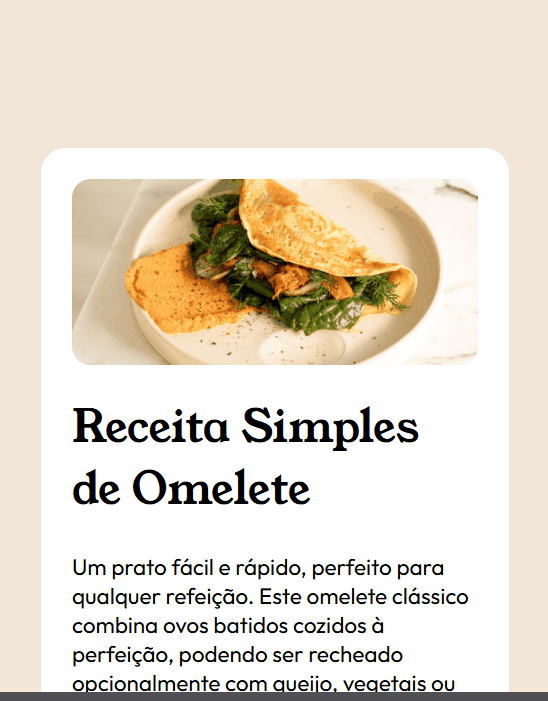 Receita Simples
de Omelete
Um prato fácil e rápido, perfeito para
qualquer refeição. Este omelete clássico
combina ovos batidos cozidos à
perfeição, podendo ser recheado
opcionalmente com queijo, vegetais ou